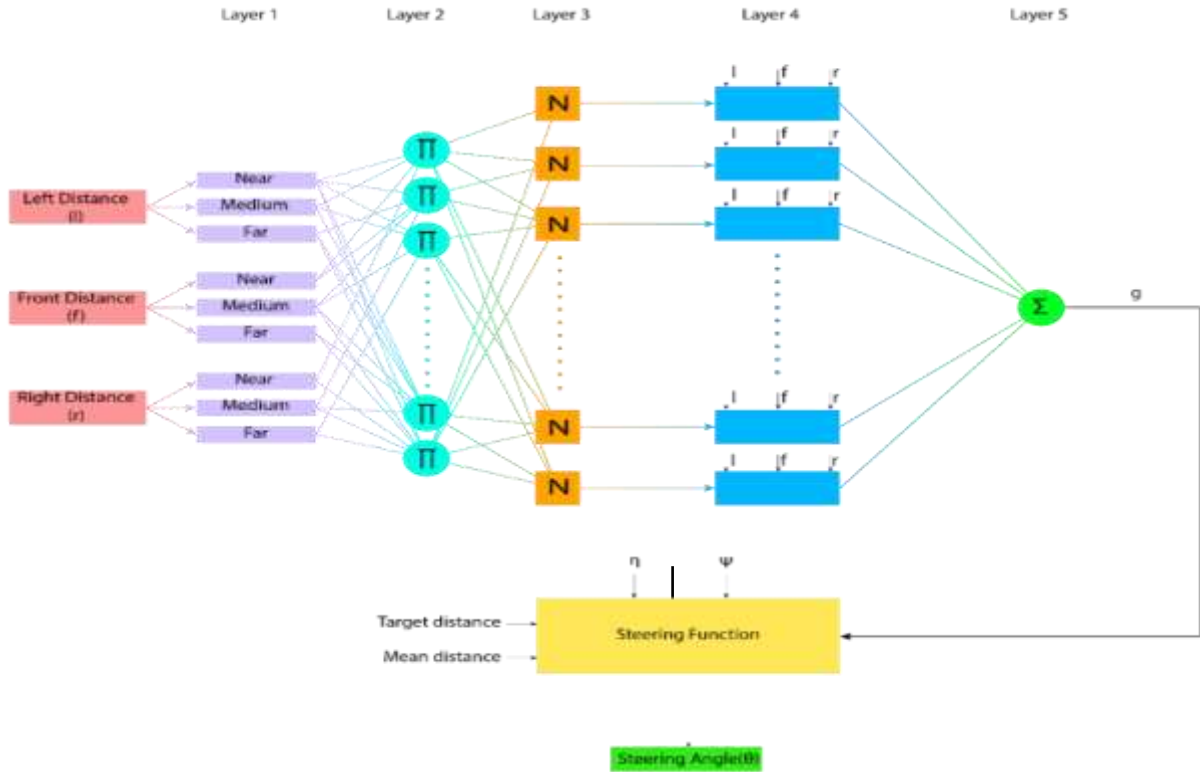 Layer 1
Layer 2
Layer 3
Layer 4
Layer 5
Left Distance
(l)
Near
Medium
Far
Front Distance
(f)
Near
Medium
Far
Right Distance
(r)
Near
Medium
Far
Π
Π
Π
Π
Π
N
N
N
N
N
l f r
l f r
l f r
l f r
l f r
Σ
g
η ψ
Target distance
Mean distance
Steering Function
Steering Angle(θ)